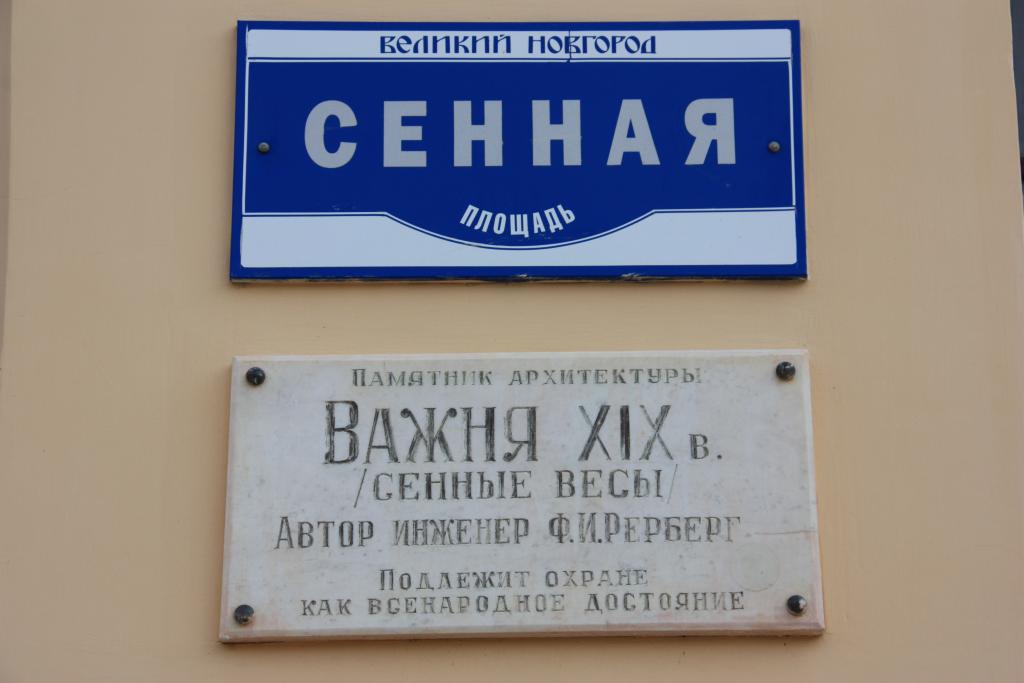 ВЕЛИКИЙ НОВГОРОД
СЕННАЯ
ПЛОЩАДЬ
ПАМЯТНИК АРХИТЕКТУРЫ
ВАЖНЯ XIX в.
/СЕННЫЕ ВЕСЫ/
АВТОР ИНЖЕНЕР Ф.И.РЕРБЕРГ
ПОДЛЕЖИТ ОХРАНЕ
КАК ВСЕНАРОДНОЕ ДОСТОЯНИЕ